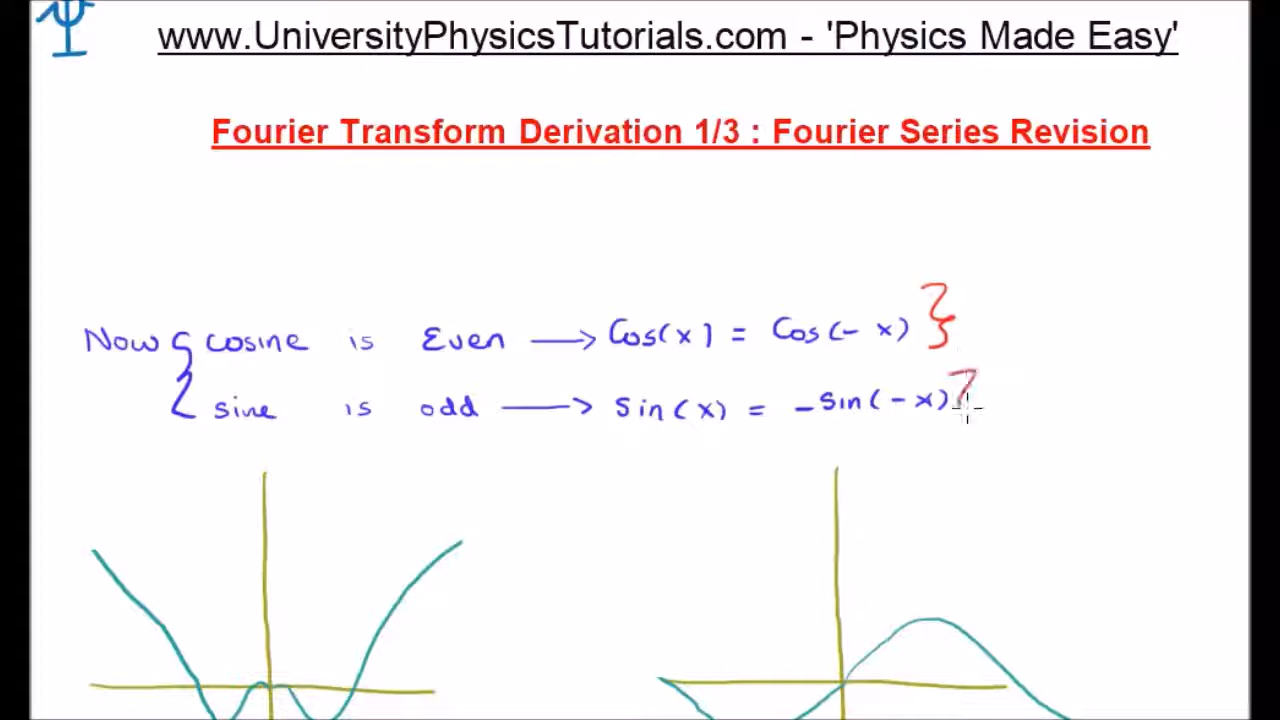 www.UniversityPhysicsTutorials.com - 'Physics Made Easy'
Fourier Transform Derivation 1/3 : Fourier Series Revision
Now { cosine is Even → Cos(x) = Cos(- x) }
sine is odd → Sin(x) = -Sin(- x)